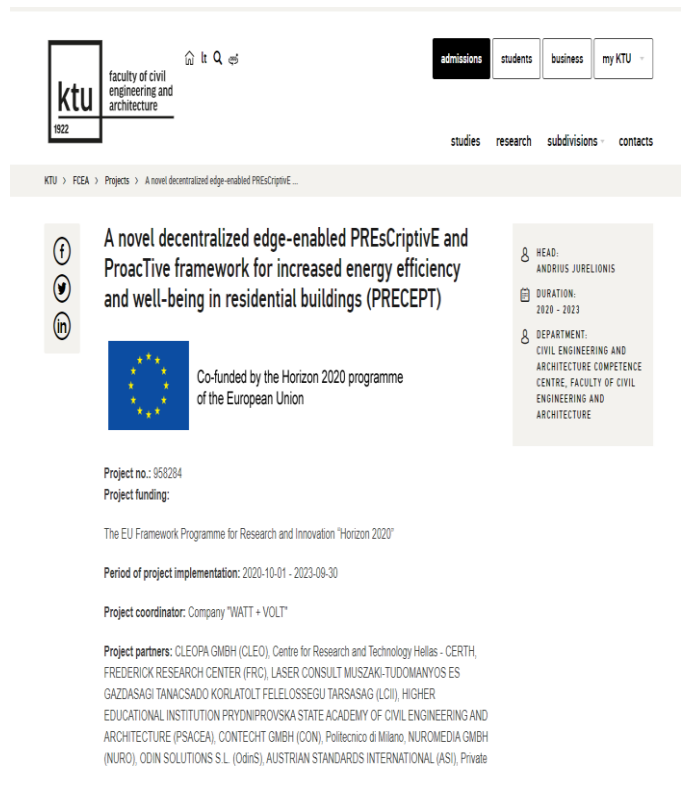 lt
admissions
students
business
my KTU
ktu
1922
faculty of civil
engineering and
architecture
studies research subdivisions contacts
KTU > FCEA > Projects > A novel decentralized edge-enabled PREsCriptivE ...
A novel decentralized edge-enabled PREsCriptivE and
ProacTive framework for increased energy efficiency
and well-being in residential buildings (PRECEPT)
Co-funded by the Horizon 2020 programme
of the European Union
Project no.: 958284
Project funding:
The EU Framework Programme for Research and Innovation “Horizon 2020”
Period of project implementation: 2020-10-01 - 2023-09-30
Project coordinator: Company "WATT + VOLT"
Project partners: CLEOPA GMBH (CLEO), Centre for Research and Technology Hellas - CERTH,
FREDERICK RESEARCH CENTER (FRC), LASER CONSULT MUSZAKI-TUDOMANYOS ES
GAZDASAGI TANACSADO KORLATOLT FELELOSSEGU TARSASAG (LCII), HIGHER
EDUCATIONAL INSTITUTION PRYDNIPROVSKA STATE ACADEMY OF CIVIL ENGINEERING AND
ARCHITECTURE (PSACEA), CONTECHT GMBH (CON), Politecnico di Milano, NUROMEDIA GMBH
(NURO), ODIN SOLUTIONS S.L. (OdinS), AUSTRIAN STANDARDS INTERNATIONAL (ASI), Private
HEAD:
ANDRIUS JURELIONIS
DURATION:
2020 - 2023
DEPARTMENT:
CIVIL ENGINEERING AND
ARCHITECTURE COMPETENCE
CENTRE, FACULTY OF CIVIL
ENGINEERING AND
ARCHITECTURE